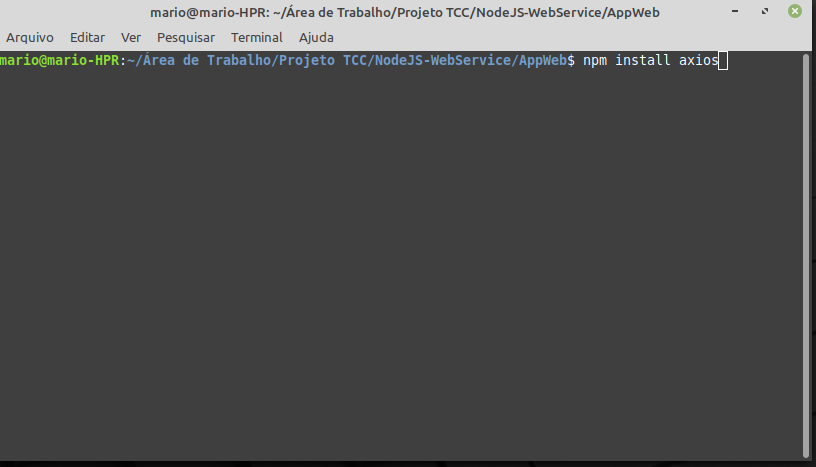 mario@mario-HPR: ~/Área de Trabalho/Projeto TCC/NodeJS-WebService/AppWeb
Arquivo Editar Ver Pesquisar Terminal Ajuda
mario@mario-HPR:~/Área de Trabalho/Projeto TCC/NodeJS-WebService/AppWeb$ npm install axios